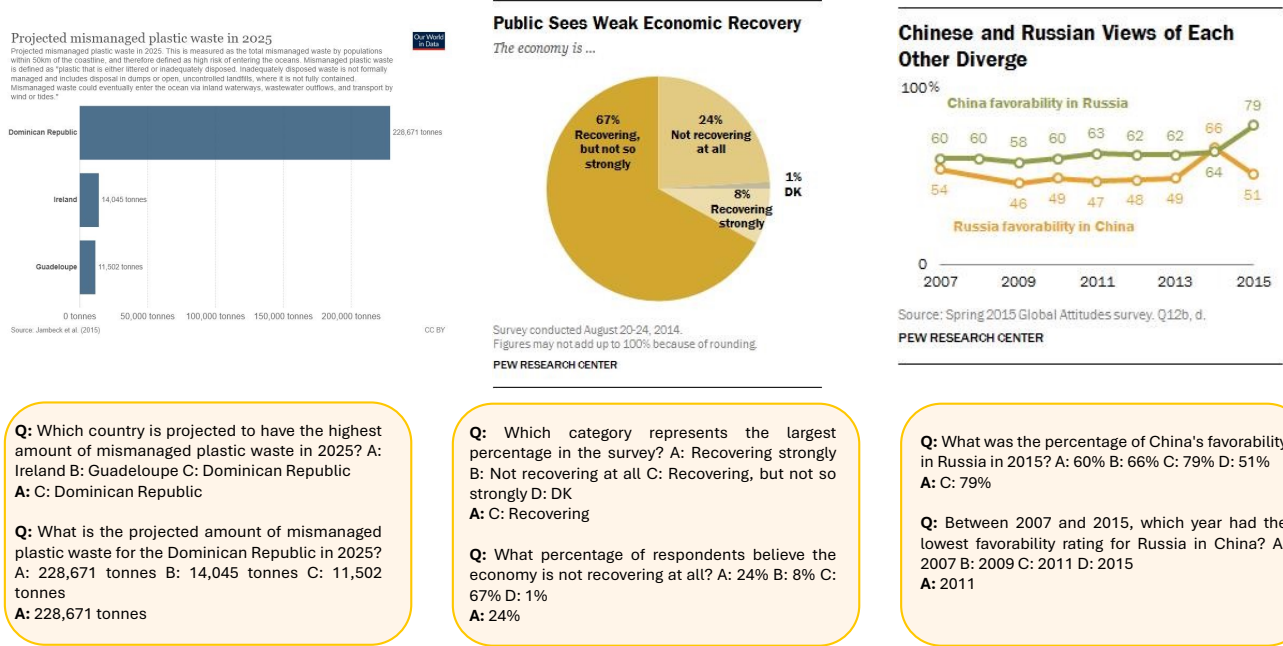 Projected mismanaged plastic waste in 2025
Our World
in Data
Projected mismanaged plastic waste in 2025. This is measured as the total mismanaged waste by populations
within 50km of the coastline, and therefore defined as high risk of entering the oceans. Mismanaged plastic waste
is defined as "plastic that is either littered or inadequately disposed. Inadequately disposed waste is not formally
managed and includes disposal in dumps or open, uncontrolled landfills, where it is not fully contained.
Mismanaged waste could eventually enter the ocean via inland waterways, wastewater outflows, and transport by
wind or tides."
Dominican Republic
228,671 tonnes
Ireland
14,045 tonnes
Guadeloupe
11,502 tonnes
0 tonnes
50,000 tonnes
100,000 tonnes
150,000 tonnes
200,000 tonnes
Source: Jambeck et al. (2015)
CC BY
Public Sees Weak Economic Recovery
The economy is ...
67%
Recovering,
but not so
strongly
24%
Not recovering
at all
1%
DK
8%
Recovering
strongly
Survey conducted August 20-24, 2014.
Figures may not add up to 100% because of rounding.
PEW RESEARCH CENTER
Chinese and Russian Views of Each
Other Diverge
100%
China favorability in Russia
60 60 58 60 63 62 62 66 79
54 46 49 47 48 49 64 51
Russia favorability in China
0
2007 2009 2011 2013 2015
Source: Spring 2015 Global Attitudes survey. Q12b, d.
PEW RESEARCH CENTER
Q: Which country is projected to have the highest
amount of mismanaged plastic waste in 2025? A:
Ireland B: Guadeloupe C: Dominican Republic
A: C: Dominican Republic
Q: What is the projected amount of mismanaged
plastic waste for the Dominican Republic in 2025?
A: 228,671 tonnes B: 14,045 tonnes C: 11,502
tonnes
A: 228,671 tonnes
Q: Which category represents the largest
percentage in the survey? A: Recovering strongly
B: Not recovering at all C: Recovering, but not so
strongly D: DK
A: C: Recovering
Q: What percentage of respondents believe the
economy is not recovering at all? A: 24% B: 8% C:
67% D: 1%
A: 24%
Q: What was the percentage of China's favorability
in Russia in 2015? A: 60% B: 66% C: 79% D: 51%
A: C: 79%
Q: Between 2007 and 2015, which year had the
lowest favorability rating for Russia in China? A
2007 B: 2009 C: 2011 D: 2015
A: 2011